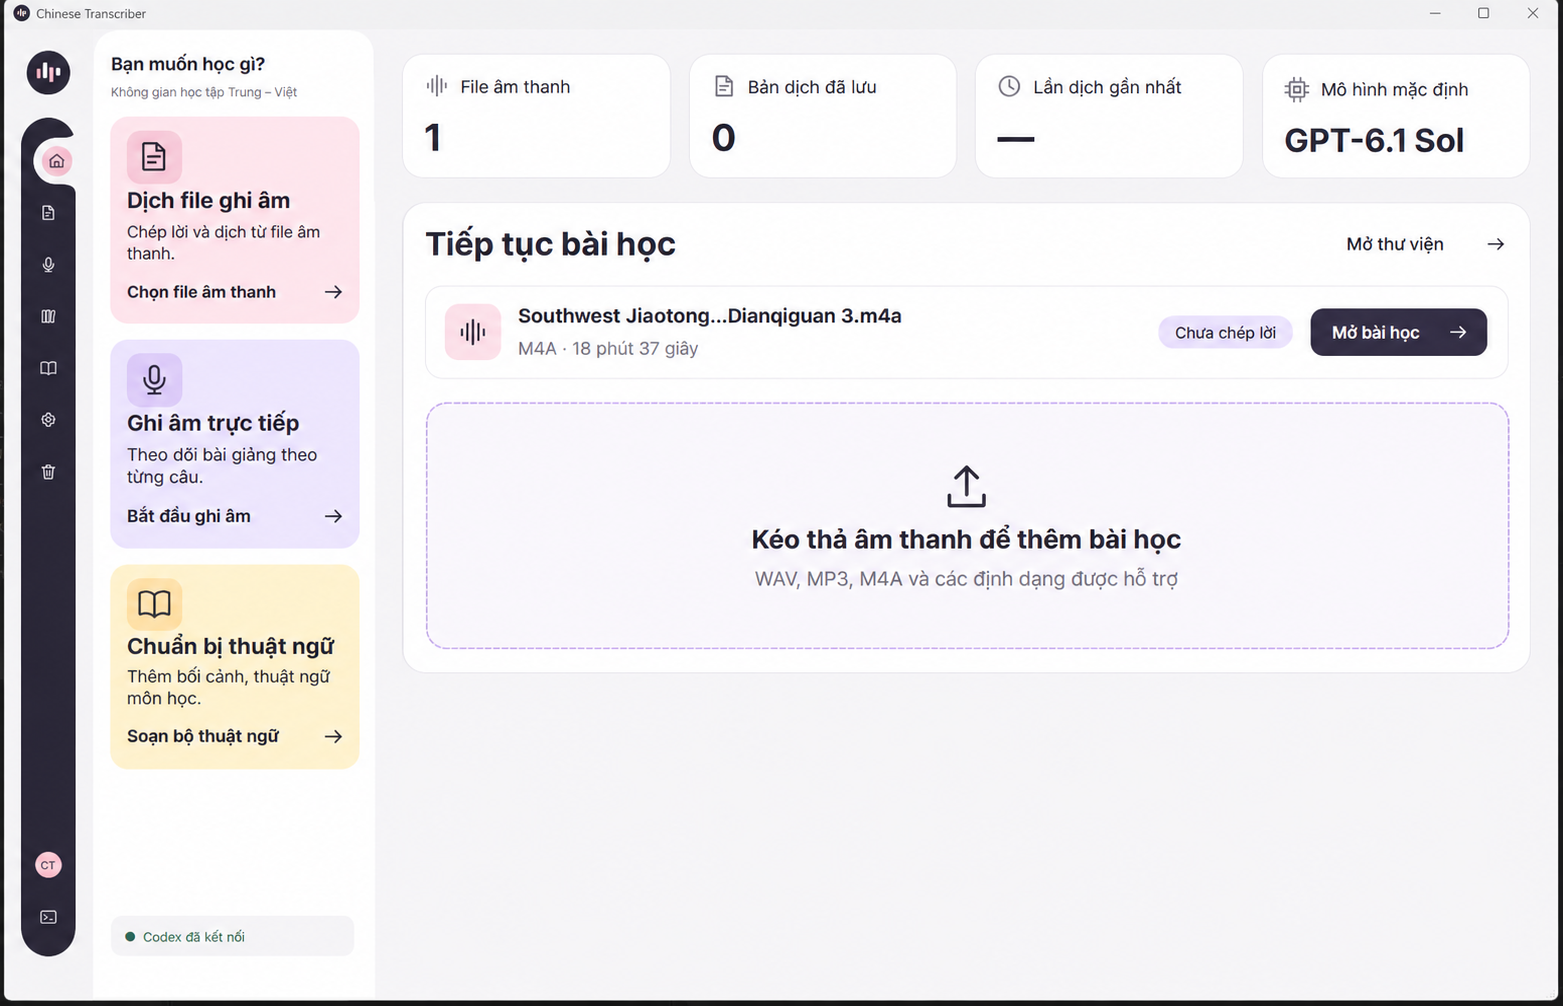 Chinese Transcriber
Bạn muốn học gì?
Không gian học tập Trung – Việt
Dịch file ghi âm
Chép lời và dịch từ file âm
thanh.
Chọn file âm thanh
Ghi âm trực tiếp
Theo dõi bài giảng theo
từng câu.
Bắt đầu ghi âm
Chuẩn bị thuật ngữ
Thêm bối cảnh, thuật ngữ
môn học.
Soạn bộ thuật ngữ
CT
Codex đã kết nối
File âm thanh
1
Bản dịch đã lưu
0
Lần dịch gần nhất
—
Mô hình mặc định
GPT-6.1 Sol
Tiếp tục bài học
Mở thư viện
Southwest Jiaotong...Dianqiguan 3.m4a
M4A · 18 phút 37 giây
Chưa chép lời
Mở bài học
Kéo thả âm thanh để thêm bài học
WAV, MP3, M4A và các định dạng được hỗ trợ